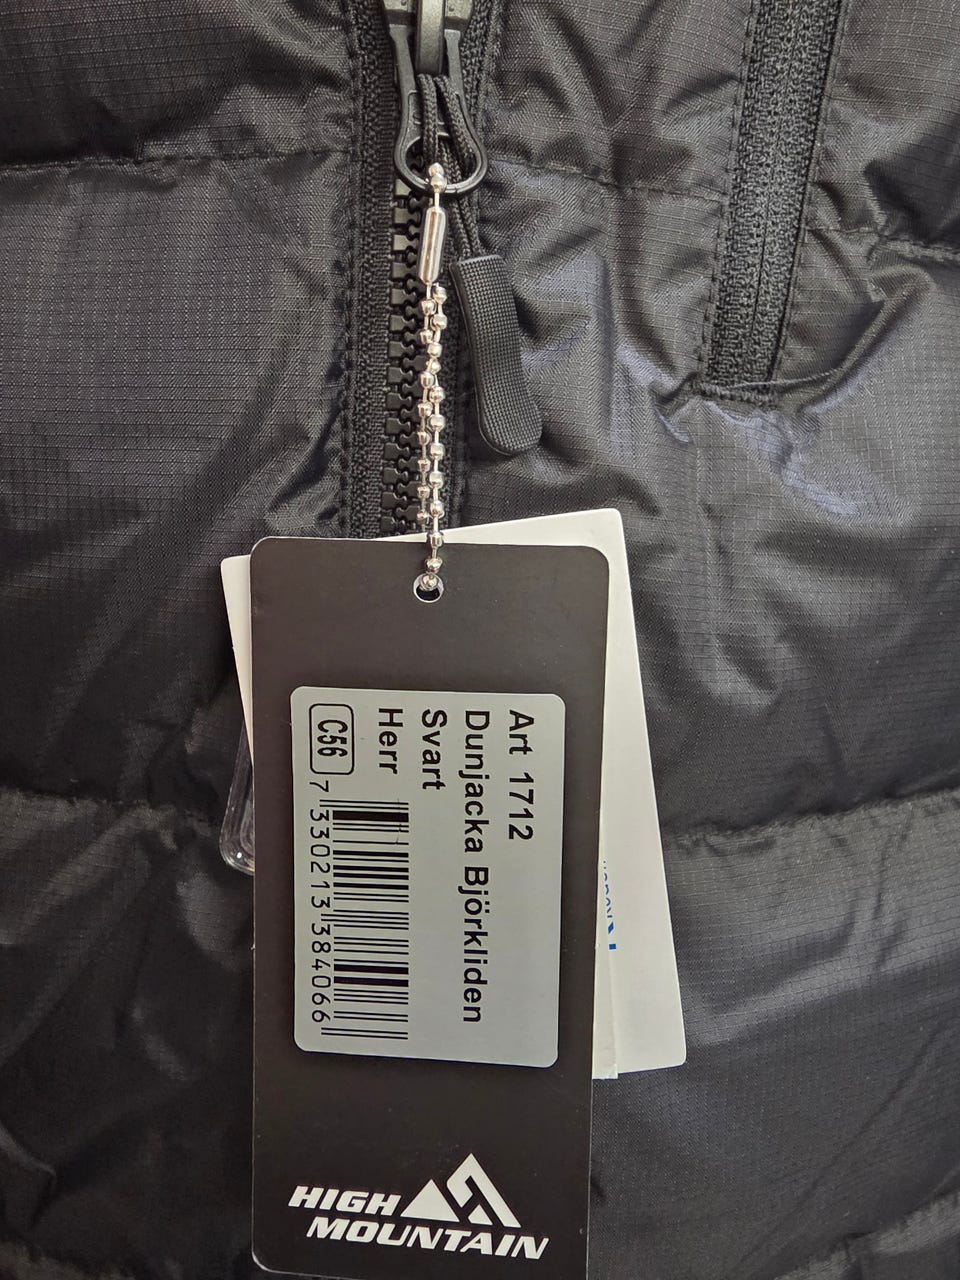 Art 1712
Dunjacka Björkliden
Svart
Herr
C56
7 330213 384066
HIGH
MOUNTAIN